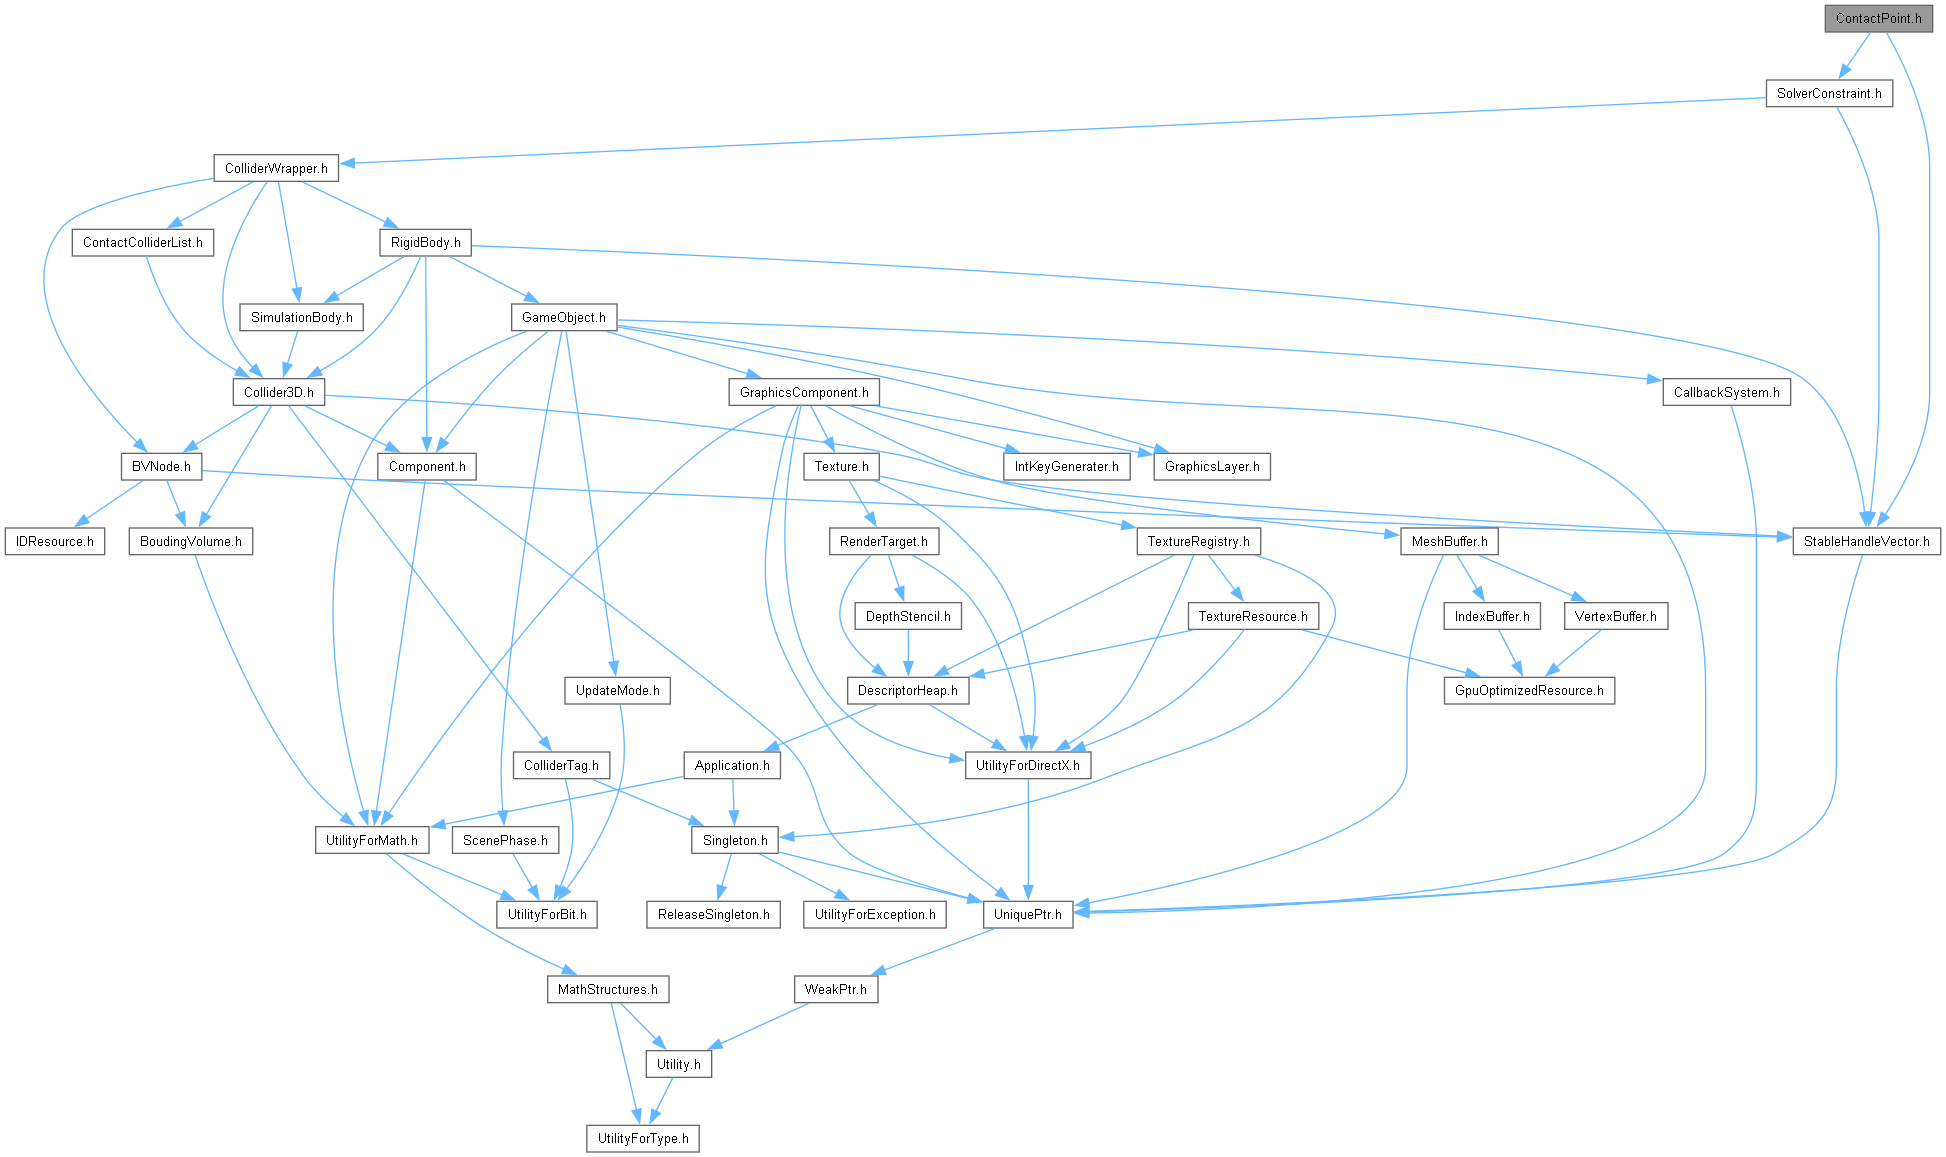 ContactPoint.h
SolverConstraint.h
ColliderWrapper.h
ContactColliderList.h
RigidBody.h
SimulationBody.h
GameObject.h
Collider3D.h
GraphicsComponent.h
CallbackSystem.h
BVNode.h
Component.h
Texture.h
IntKeyGenerater.h
GraphicsLayer.h
IDResource.h
BoudingVolume.h
RenderTarget.h
TextureRegistry.h
MeshBuffer.h
StableHandleVector.h
DepthStencil.h
TextureResource.h
IndexBuffer.h
VertexBuffer.h
UpdateMode.h
DescriptorHeap.h
GpuOptimizedResource.h
ColliderTag.h
Application.h
UtilityForDirectX.h
UtilityForMath.h
ScenePhase.h
Singleton.h
UtilityForBit.h
ReleaseSingleton.h
UtilityForException.h
UniquePtr.h
MathStructures.h
WeakPtr.h
Utility.h
UtilityForType.h